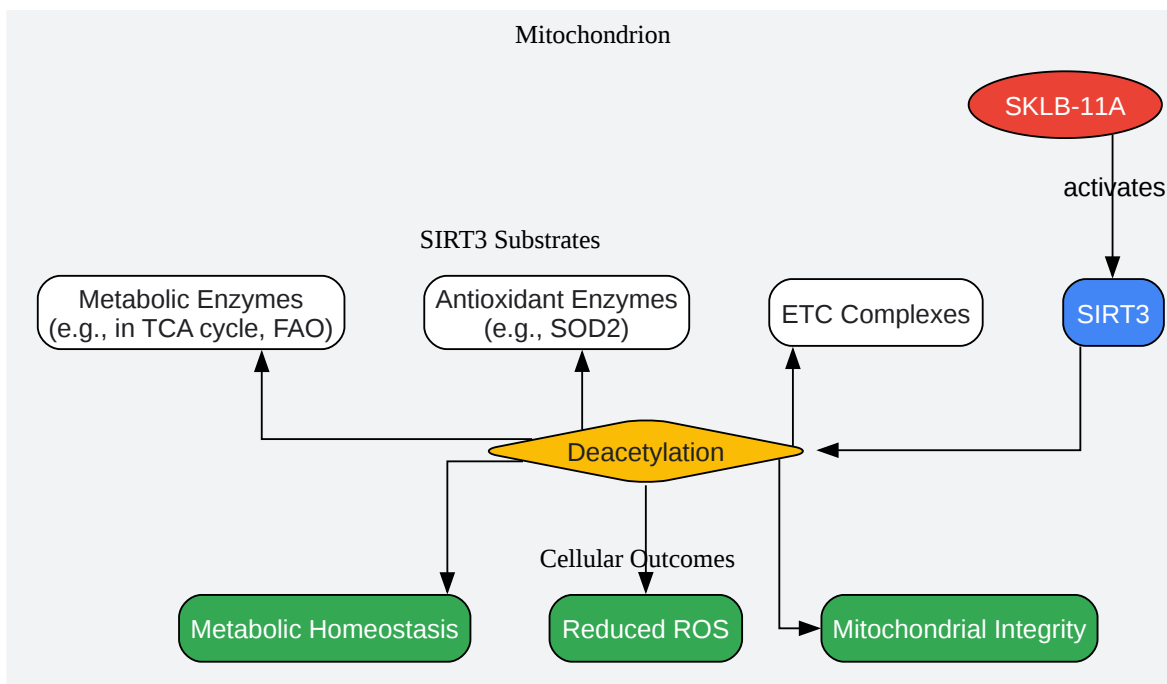 Mitochondrion
SKLB-11A
activates
SIRT3 Substrates
Metabolic Enzymes
(e.g., in TCA cycle, FAO)
Antioxidant Enzymes
(e.g., SOD2)
ETC Complexes
SIRT3
Deacetylation
Cellular Outcomes
Metabolic Homeostasis
Reduced ROS
Mitochondrial Integrity